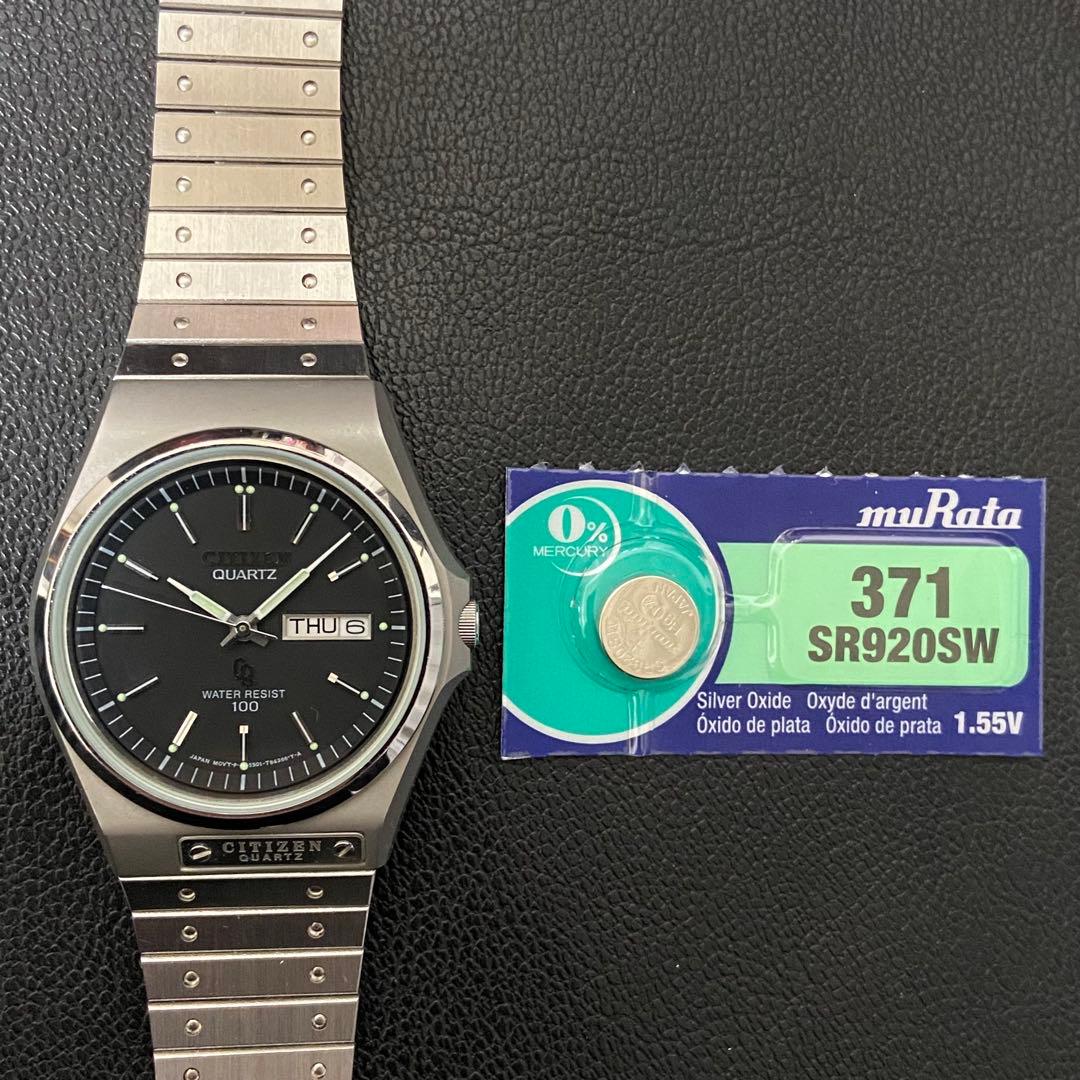 CITIZEN
QUARTZ
THU 6
WATER RESIST
100
CITIZEN
QUARTZ
muRata
0%
MERCURY
371
SR920SW
Silver Oxide Oxyde d'argent
Óxido de plata Óxido de prata 1.55V
JAPAN